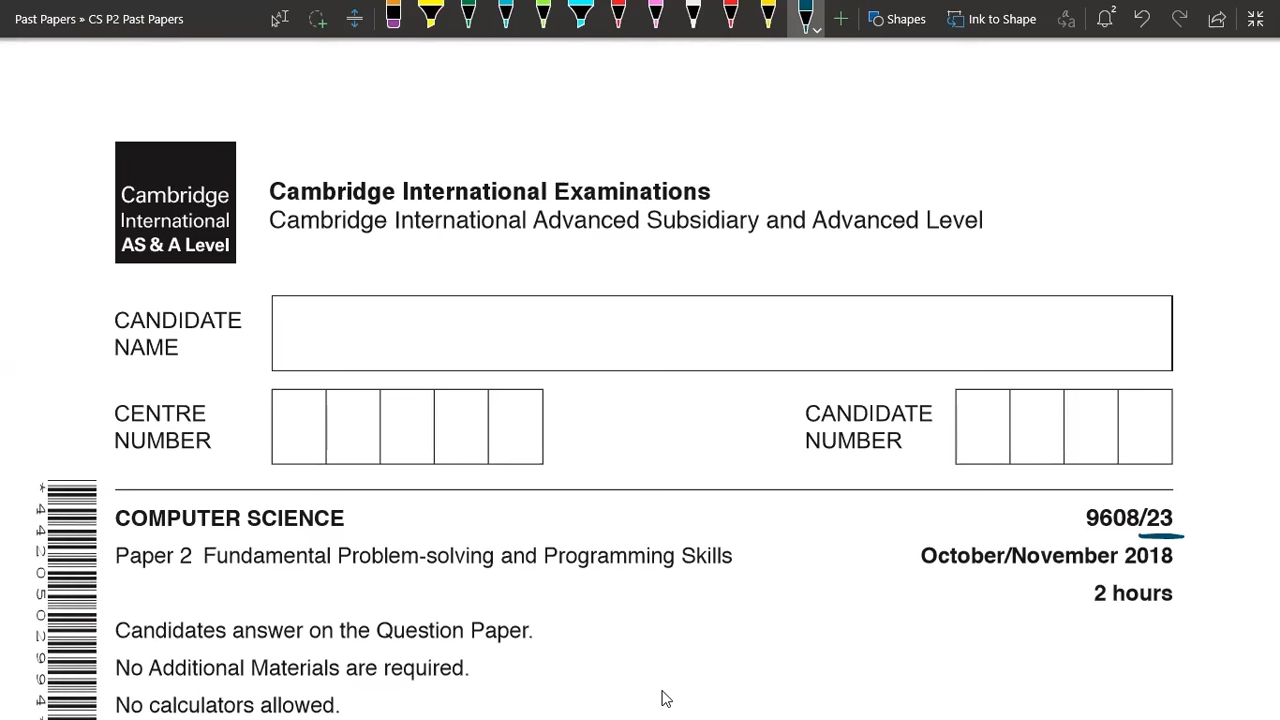 Past Papers » CS P2 Past Papers
Shapes
Ink to Shape
2
Cambridge
International
AS & A Level
Cambridge International Examinations
Cambridge International Advanced Subsidiary and Advanced Level
CANDIDATE
NAME
CENTRE
NUMBER
CANDIDATE
NUMBER
COMPUTER SCIENCE
9608/23
Paper 2 Fundamental Problem-solving and Programming Skills
October/November 2018
2 hours
Candidates answer on the Question Paper.
No Additional Materials are required.
No calculators allowed.
*4420502994